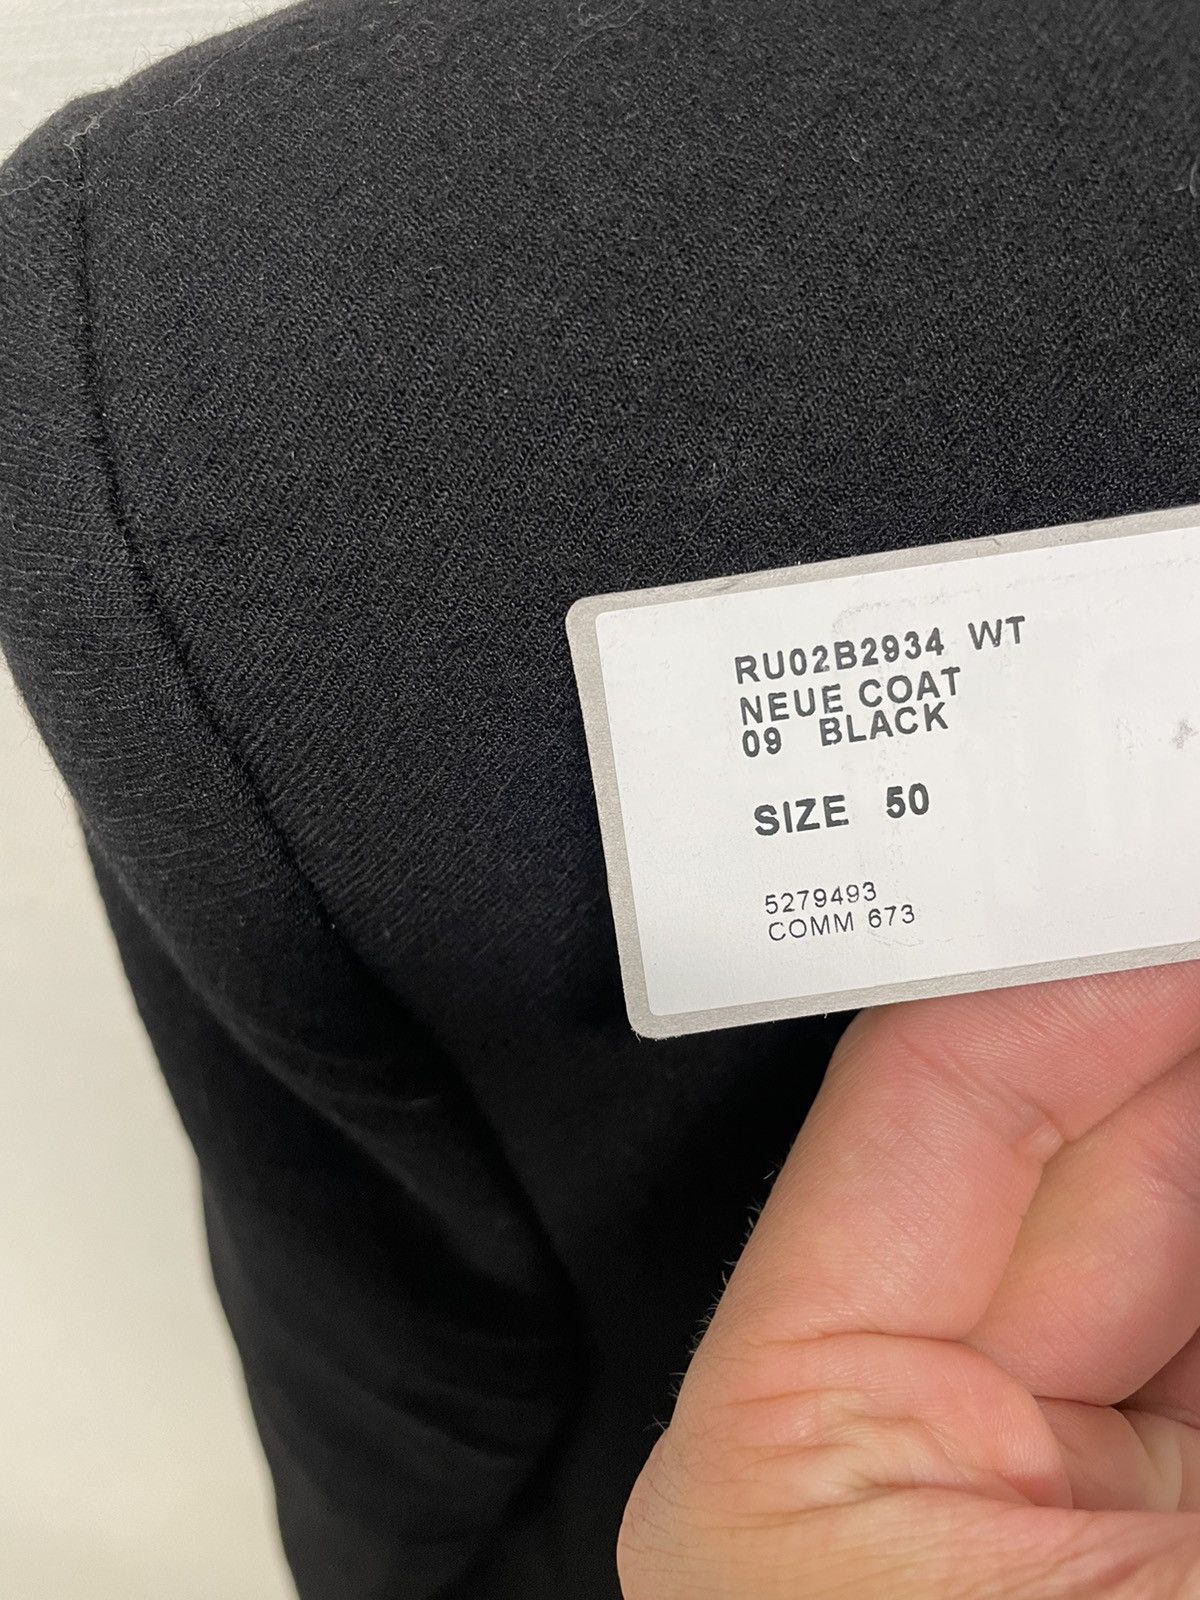 RU02B2934 WT
NEUE COAT
09 BLACK
SIZE 50
5279493
COMM 673